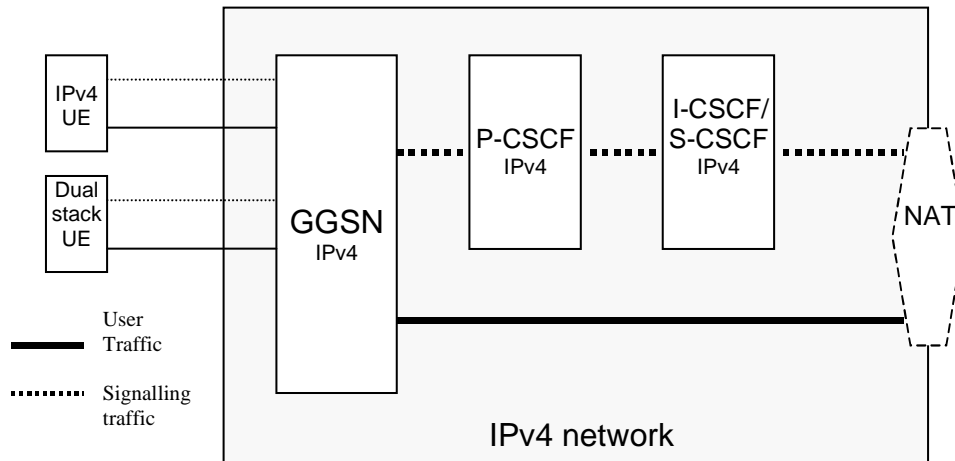 IPv4
UE
Dual
stack
UE
GGSN
IPv4
P-CSCF
IPv4
I-CSCF/
S-CSCF
IPv4
NAT
User
Traffic
Signalling
traffic
IPv4 network